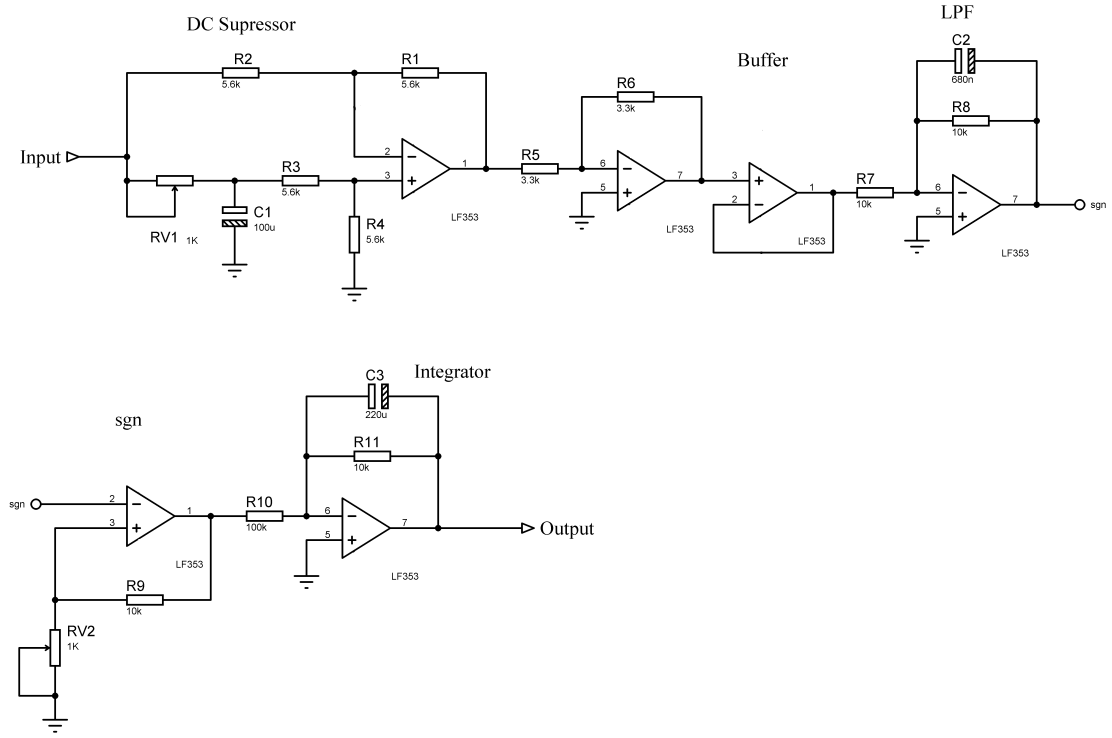 DC Supressor
LPF
C2
680n
Buffer
R2
5.6k
R1
5.6k
R6
3.3k
R8
10k
Input
2
3
1
LF353
R3
5.6k
R5
3.3k
6
5
7
LF353
3
2
1
LF353
R7
10k
6
5
7
LF353
sgn
RV1
1K
C1
100u
R4
5.6k
Integrator
C3
220u
sgn
R11
10k
sgn
2
3
1
LF353
R10
100k
6
5
7
LF353
Output
R9
10k
RV2
1K